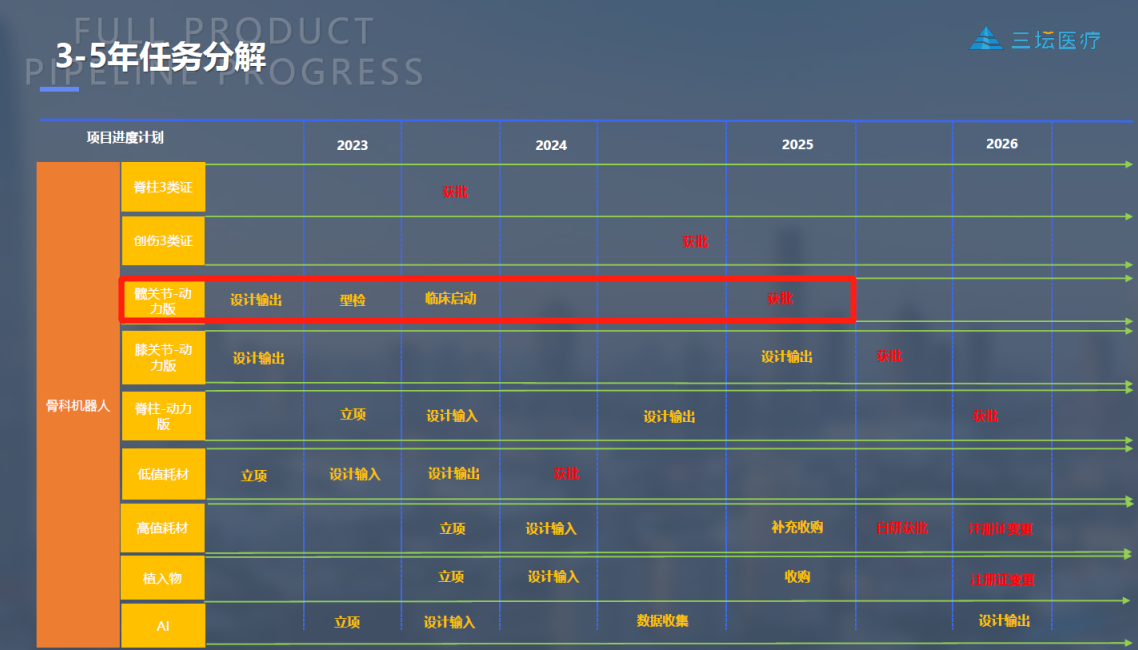 FULL PRODUCT
PIPELINE PROGRESS
3-5年任务分解
三坛医疗
项目进度计划
2023
2024
2025
2026
骨科机器人
脊柱3类证
获批
创伤3类证
获批
髋关节-动
力版
设计输出
型检
临床启动
获批
膝关节-动
力版
设计输出
设计输出
获批
脊柱-动力
版
立项
设计输入
设计输出
获批
低值耗材
立项
设计输入
设计输出
获批
高值耗材
立项
设计输入
补充收购
自研获批
注册证变更
植入物
立项
设计输入
收购
注册证变更
AI
立项
设计输入
数据收集
设计输出